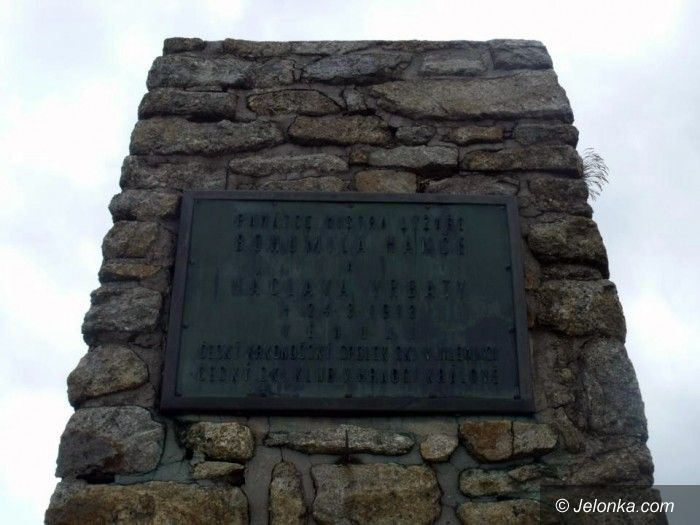 PAMÁTCE MISTRA LYŽAŘE
BOHUMILA HANČE
A
VÁCLAVA VRBATY
† 24-3-1913
VĚNUJÍ
ČESKÝ KRKONOŠSKÝ SPOLEK SKI V JILEMNICI
ČESKÝ SKI KLUB V HRADCI KRÁLOVÉ
© Jelonka.com